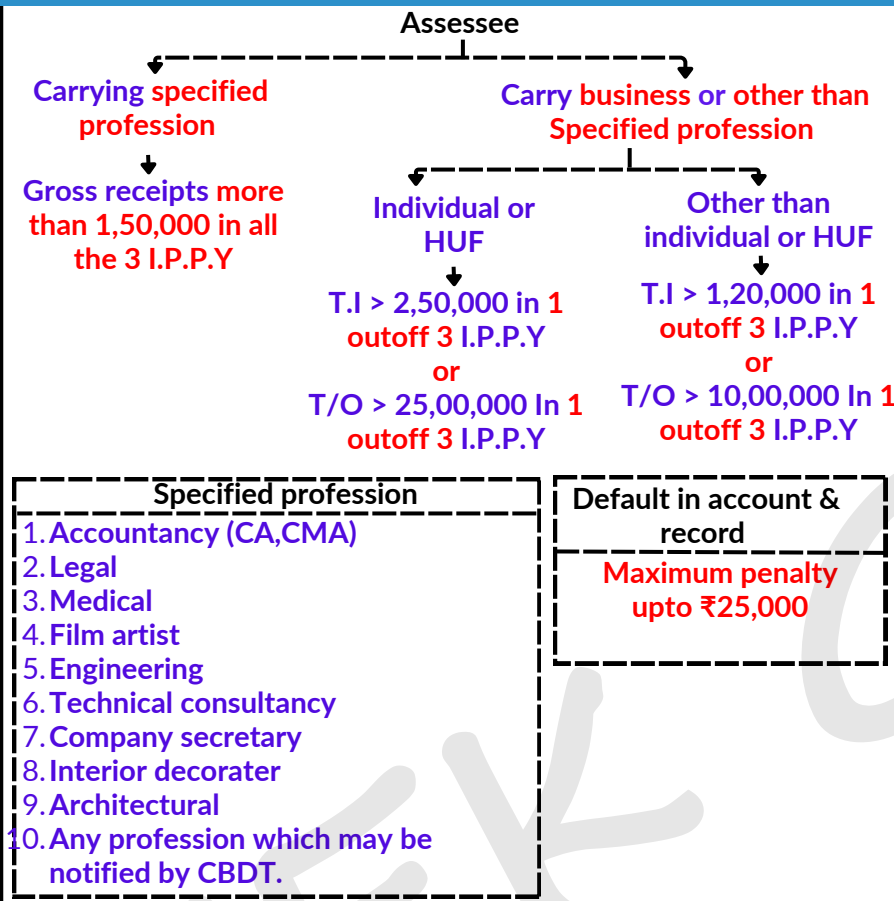 Assessee
Carrying specified
profession
Gross receipts more
than 1,50,000 in all
the 3 I.P.P.Y
Carry business or other than
Specified profession
Individual or
HUF
T.I > 2,50,000 in 1
outoff 3 I.P.P.Y
or
T/O > 25,00,000 In 1
outoff 3 I.P.P.Y
Other than
individual or HUF
T.I > 1,20,000 in 1
outoff 3 I.P.P.Y
or
T/O > 10,00,000 In 1
outoff 3 I.P.P.Y
Specified profession
1. Accountancy (CA,CMA)
2. Legal
3. Medical
4. Film artist
5. Engineering
6. Technical consultancy
7. Company secretary
8. Interior decorater
9. Architectural
10. Any profession which may be
notified by CBDT.
Default in account &
record
Maximum penalty
upto ₹25,000